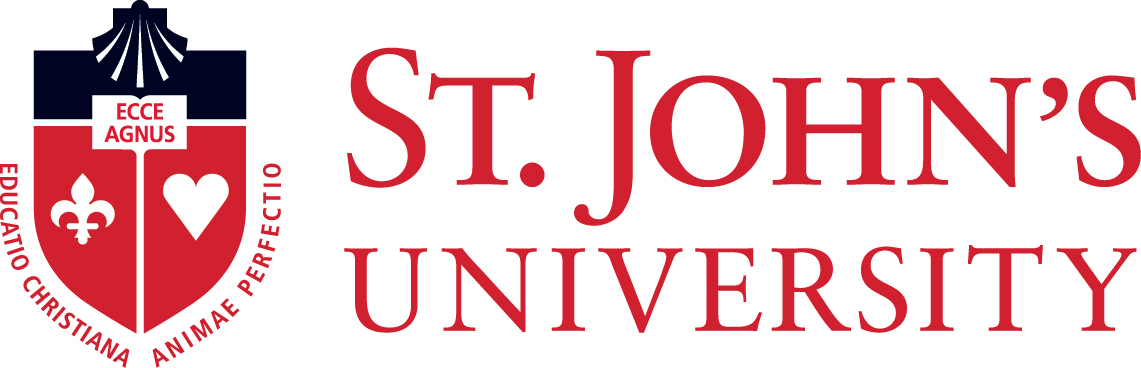 ECCE
AGNUS
EDUCATIO CHRISTIANA ANIMAE PERFECTIO
ST. JOHN'S
UNIVERSITY